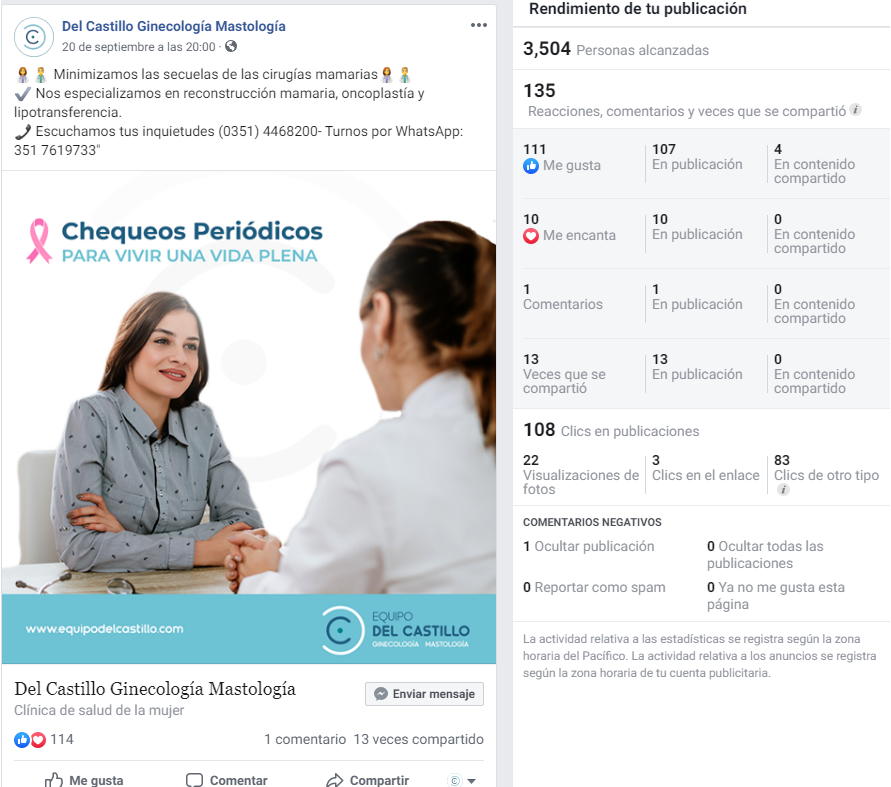 Del Castillo Ginecología Mastología
20 de septiembre a las 20:00 ·
Minimizamos las secuelas de las cirugías mamarias
Nos especializamos en reconstrucción mamaria, oncoplastía y
lipotransferencia.
Escuchamos tus inquietudes (0351) 4468200- Turnos por WhatsApp:
351 7619733"
Chequeos Periódicos
PARA VIVIR UNA VIDA PLENA
www.equipodelcastillo.com
EQUIPO
DEL CASTILLO
GINECOLOGÍA MASTOLOGÍA
Del Castillo Ginecología Mastología
Clínica de salud de la mujer
Enviar mensaje
114
1 comentario 13 veces compartido
Me gusta
Comentar
Compartir
Rendimiento de tu publicación
3,504 Personas alcanzadas
135
Reacciones, comentarios y veces que se compartió
111
Me gusta
107
En publicación
4
En contenido
compartido
10
Me encanta
10
En publicación
0
En contenido
compartido
1
Comentarios
1
En publicación
0
En contenido
compartido
13
Veces que se
compartió
13
En publicación
0
En contenido
compartido
108 Clics en publicaciones
22
Visualizaciones de
fotos
3
Clics en el enlace
83
Clics de otro tipo
COMENTARIOS NEGATIVOS
1 Ocultar publicación
0 Ocultar todas las
publicaciones
0 Reportar como spam
0 Ya no me gusta esta
página
La actividad relativa a las estadísticas se registra según la zona
horaria del Pacífico. La actividad relativa a los anuncios se registra
según la zona horaria de tu cuenta publicitaria.